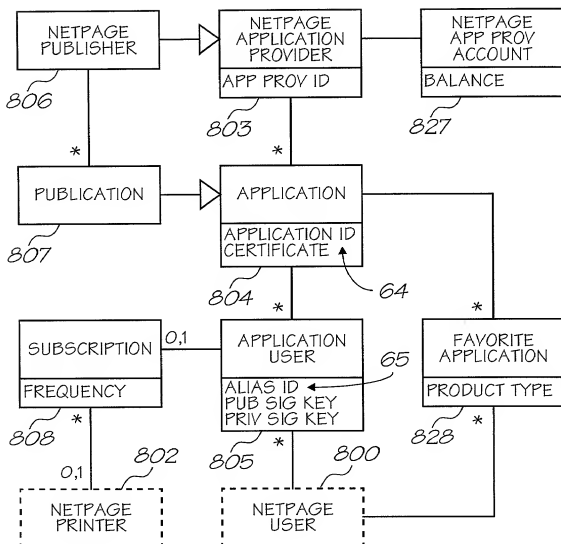 NETPAGE
PUBLISHER
806
NETPAGE
APPLICATION
PROVIDER
APP PROV ID
803
NETPAGE
APP PROV
ACCOUNT
BALANCE
827
*
*
PUBLICATION
807
APPLICATION
APPLICATION ID
CERTIFICATE
804
64
*
*
SUBSCRIPTION
FREQUENCY
808
0,1
APPLICATION
USER
ALIAS ID
PUB SIG KEY
PRIV SIG KEY
805
65
FAVORITE
APPLICATION
PRODUCT TYPE
828
*
*
*
0,1
802
NETPAGE
PRINTER
800
NETPAGE
USER